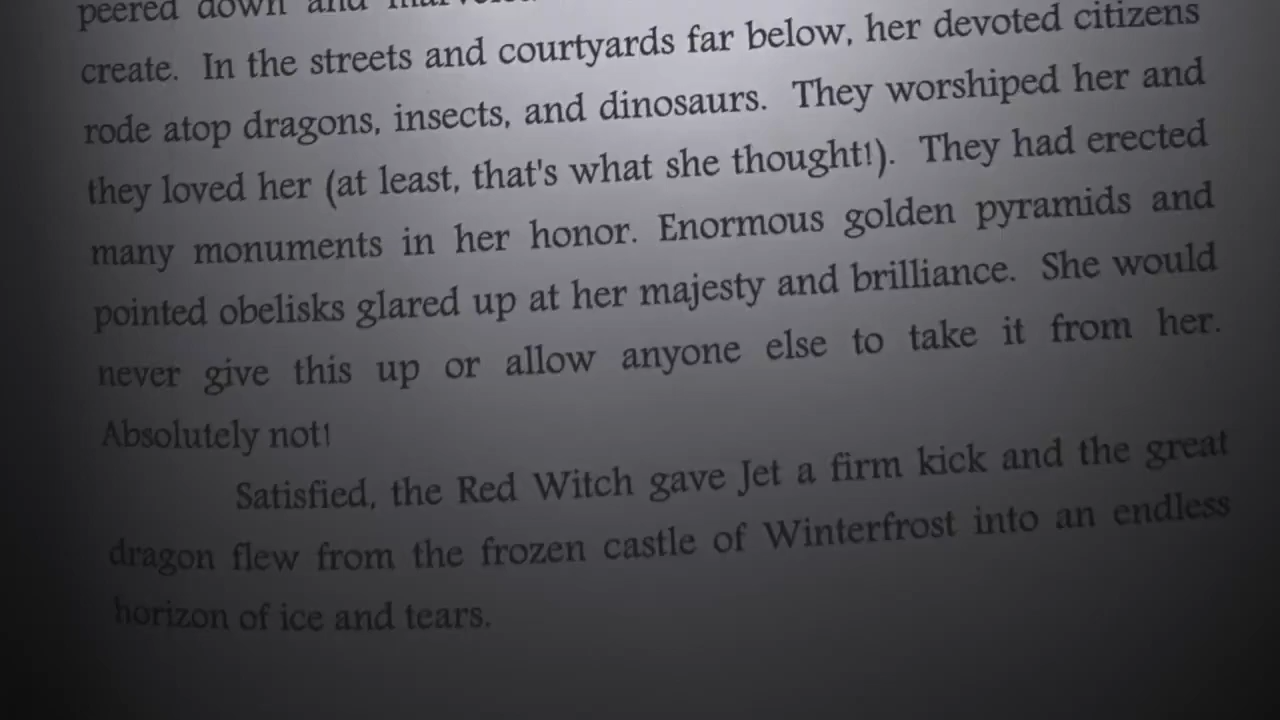 peered down and
create. In the streets and courtyards far below, her devoted citizens
rode atop dragons, insects, and dinosaurs. They worshiped her and
they loved her (at least, that's what she thought!). They had erected
many monuments in her honor. Enormous golden pyramids and
pointed obelisks glared up at her majesty and brilliance. She would
never give this up or allow anyone else to take it from her.
Absolutely not!
Satisfied, the Red Witch gave Jet a firm kick and the great
dragon flew from the frozen castle of Winterfrost into an endless
horizon of ice and tears.